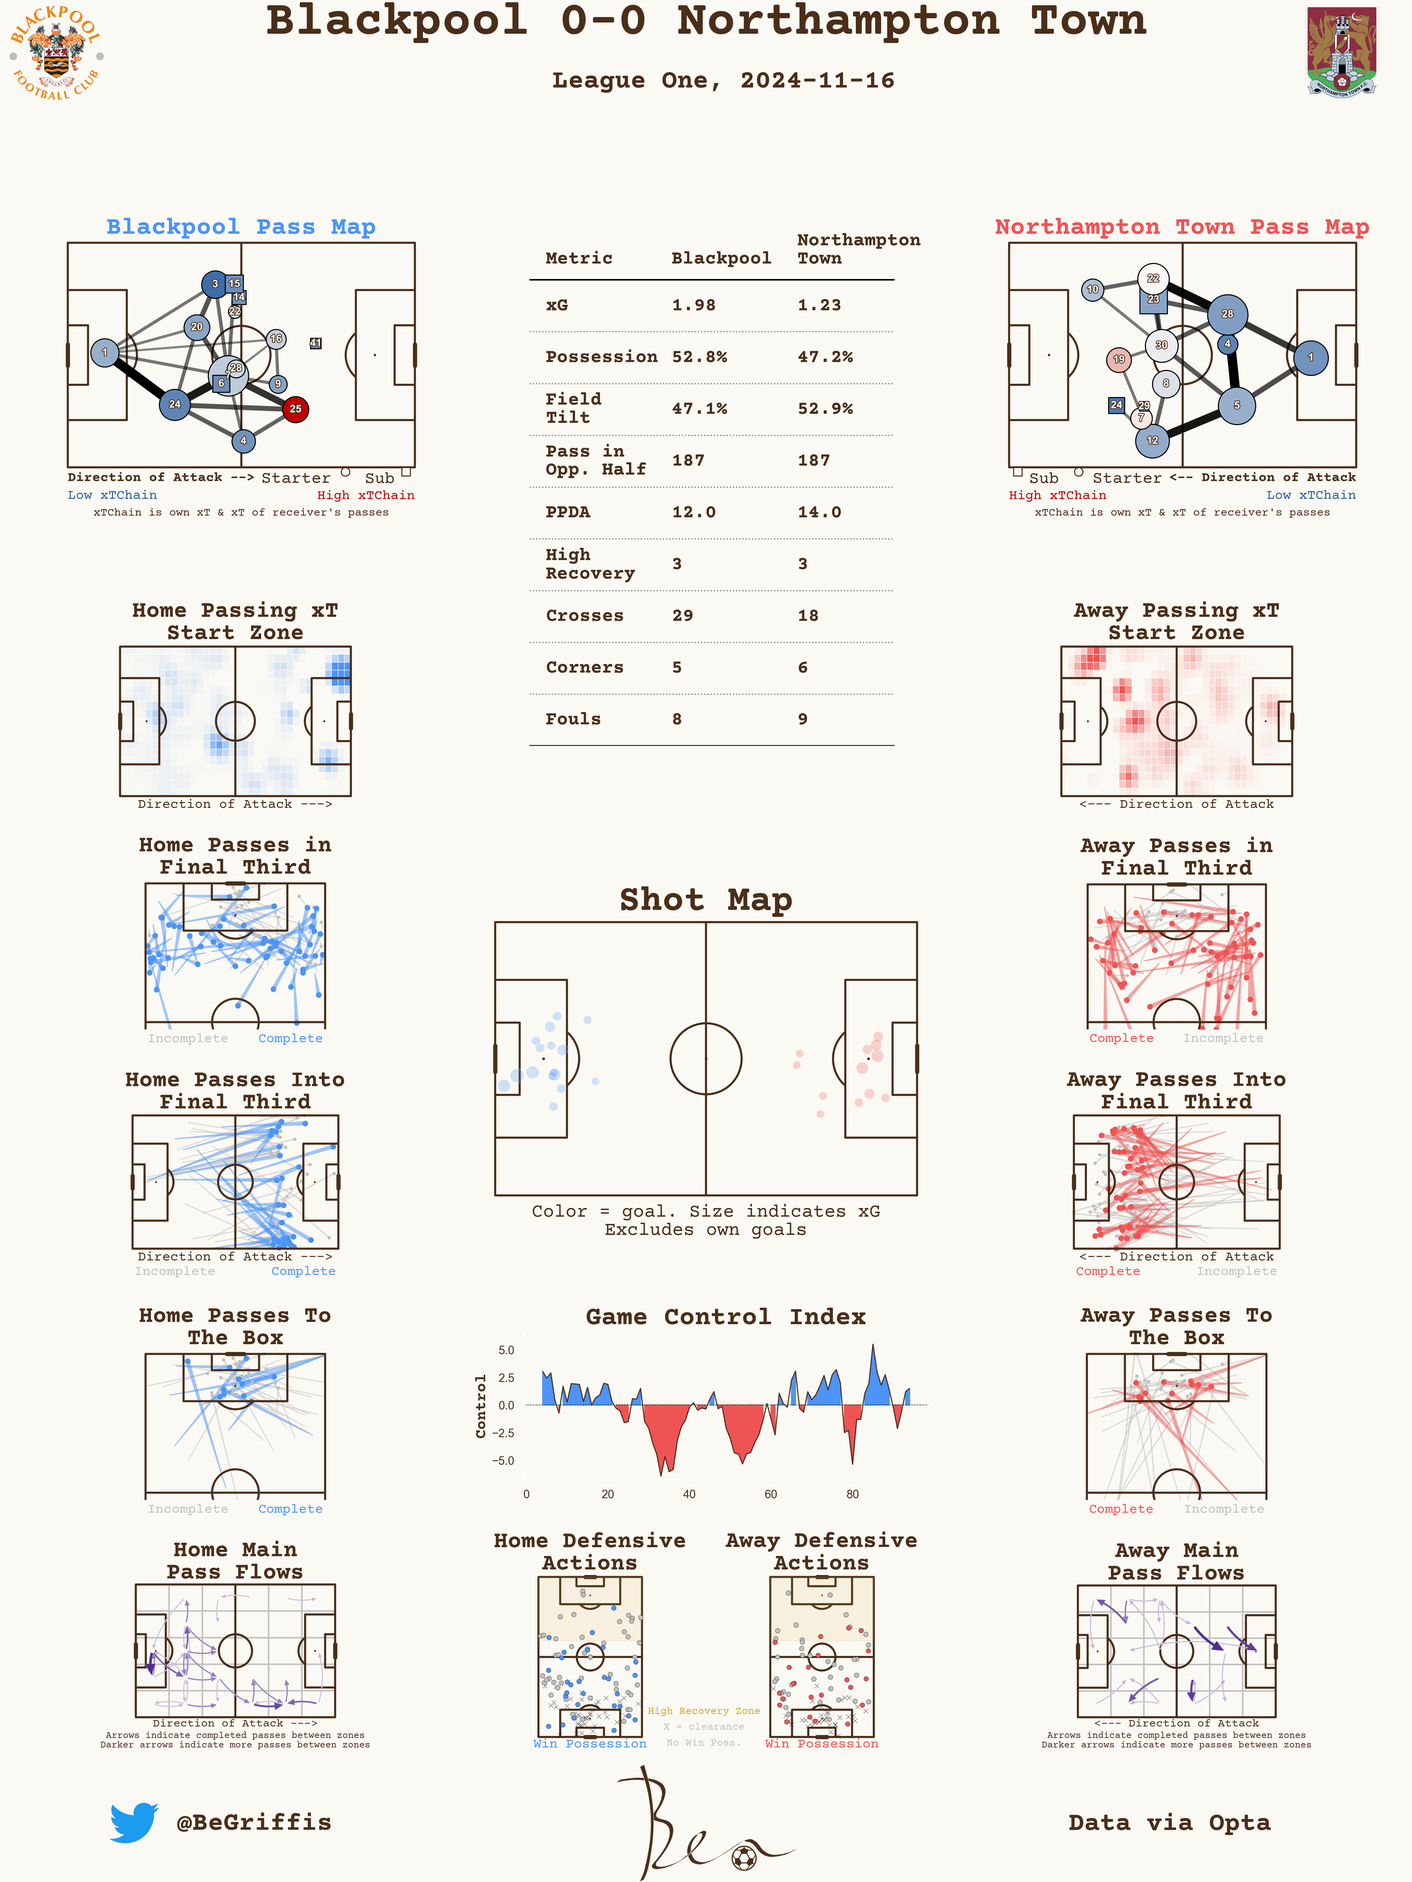 Blackpool 0-0 Northampton Town
League One, 2024-11-16
BLACKPOOL
FOOTBALL CLUB
NORTHAMPTON TOWN F.C.
Blackpool Pass Map
3
15
14
22
20
16
41
1
28
7
6
9
24
25
4
Direction of Attack --> Starter Sub
Low xTChain High xTChain
xTChain is own xT & xT of receiver's passes
Metric Blackpool Northampton
Town
xG 1.98 1.23
Possession 52.8% 47.2%
Field
Tilt 47.1% 52.9%
Pass in
Opp. Half 187 187
PPDA 12.0 14.0
High
Recovery 3 3
Crosses 29 18
Corners 5 6
Fouls 8 9
Northampton Town Pass Map
22
10
23
28
30
4
19
1
8
24
29
5
7
12
Sub Starter <-- Direction of Attack
High xTChain Low xTChain
xTChain is own xT & xT of receiver's passes
Home Passing xT
Start Zone
Direction of Attack --->
Away Passing xT
Start Zone
<--- Direction of Attack
Home Passes in
Final Third
Incomplete Complete
Away Passes in
Final Third
Complete Incomplete
Shot Map
Color = goal. Size indicates xG
Excludes own goals
Home Passes Into
Final Third
Direction of Attack --->
Incomplete Complete
Away Passes Into
Final Third
<--- Direction of Attack
Complete Incomplete
Home Passes To
The Box
Incomplete Complete
Game Control Index
Control
5.0
2.5
0.0
−2.5
−5.0
0 20 40 60 80
Away Passes To
The Box
Complete Incomplete
Home Main
Pass Flows
Direction of Attack --->
Arrows indicate completed passes between zones
Darker arrows indicate more passes between zones
Home Defensive
Actions
Win Possession
High Recovery Zone
X = clearance
No Win Poss.
Away Defensive
Actions
Win Possession
Away Main
Pass Flows
<--- Direction of Attack
Arrows indicate completed passes between zones
Darker arrows indicate more passes between zones
@BeGriffis
Ben
Data via Opta